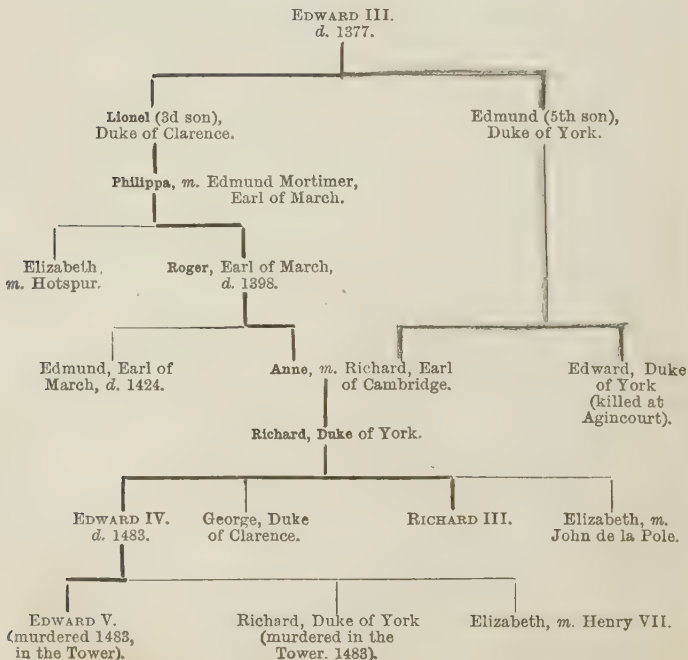 EDWARD III.
d. 1377.
Lionel (3d son),
Duke of Clarence.
Edmund (5th son),
Duke of York.
Philippa, m. Edmund Mortimer,
Earl of March.
Elizabeth,
m. Hotspur.
Roger, Earl of March,
d. 1398.
Edmund, Earl of
March, d. 1424.
Anne, m. Richard, Earl
of Cambridge.
Edward, Duke
of York
(killed at
Agincourt).
Richard, Duke of York.
EDWARD IV.
d. 1483.
George, Duke
of Clarence.
RICHARD III.
Elizabeth, m.
John de la Pole.
EDWARD V.
(murdered 1483,
in the Tower).
Richard, Duke of York
(murdered in the
Tower. 1483).
Elizabeth, m. Henry VII.